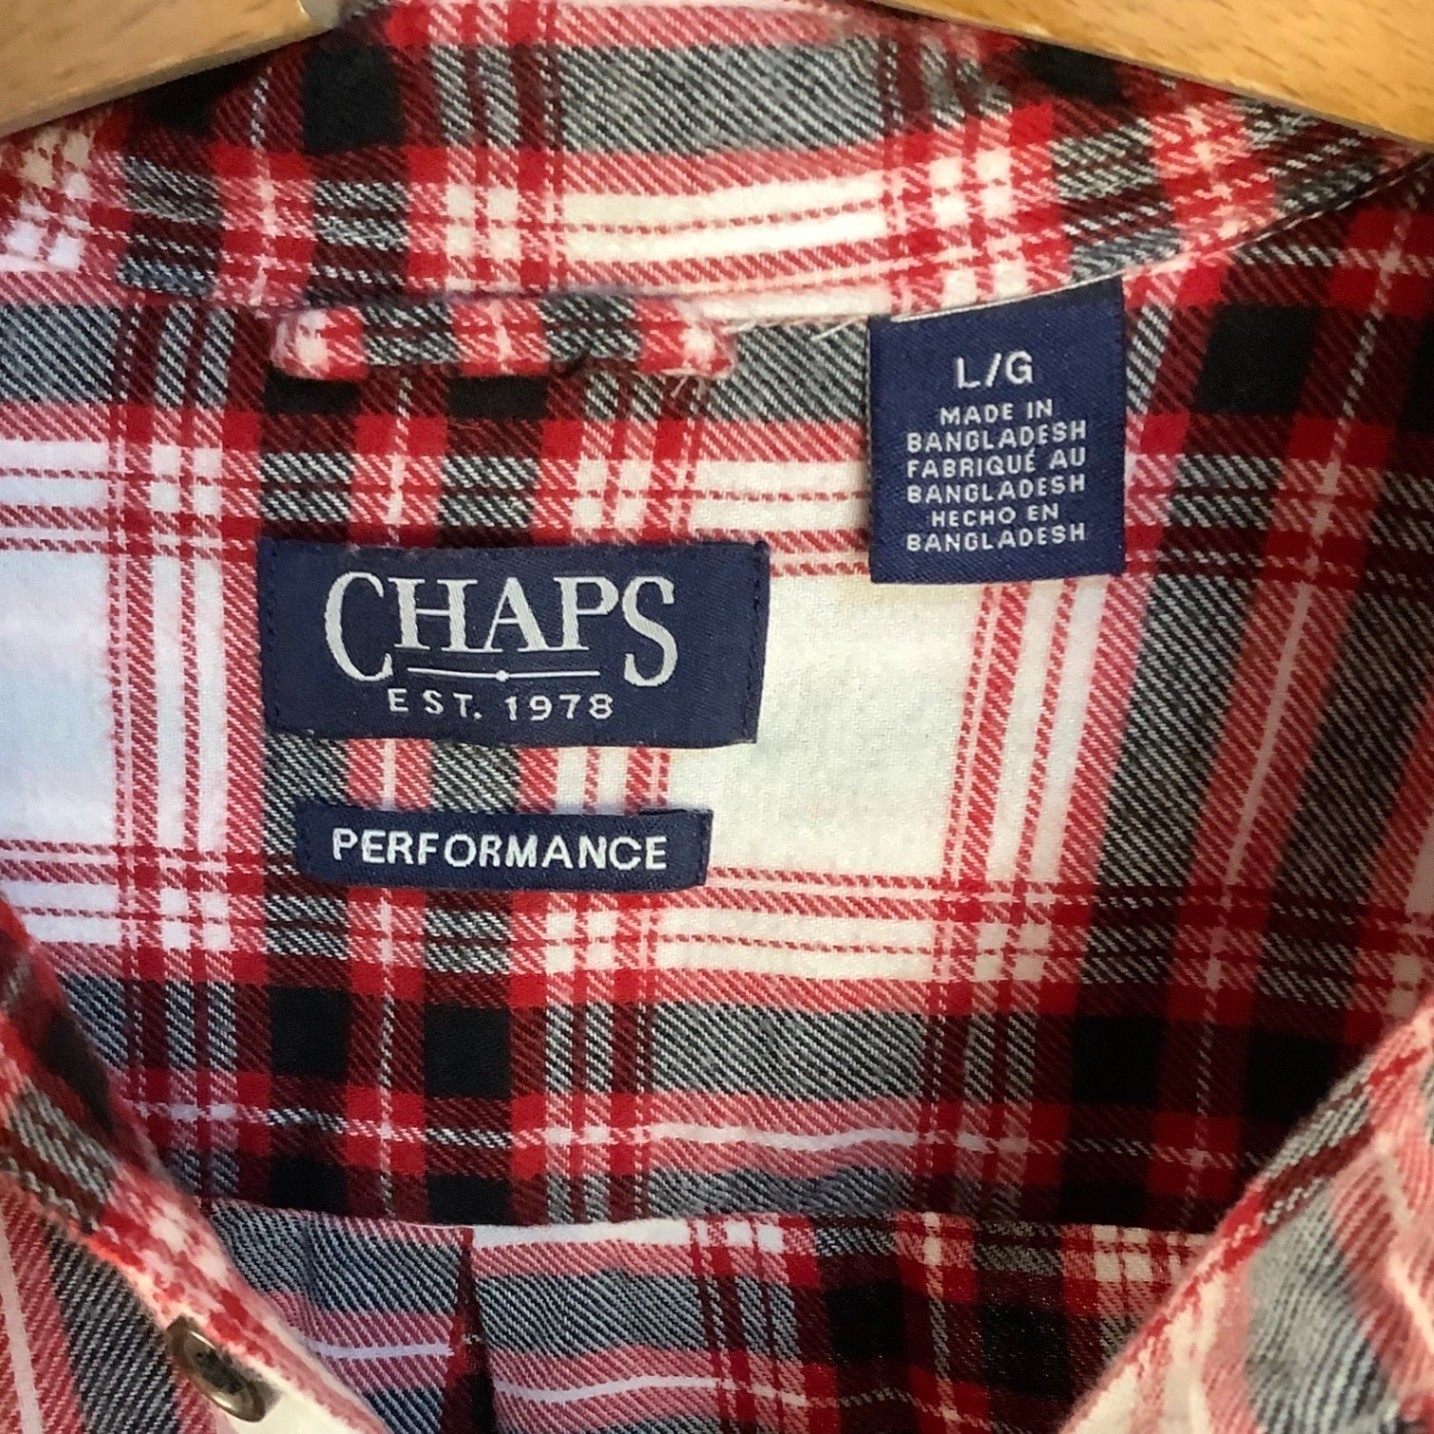 L/G
MADE IN
BANGLADESH
FABRIQUÉ AU
BANGLADESH
HECHO EN
BANGLADESH
CHAPS
EST. 1978
PERFORMANCE